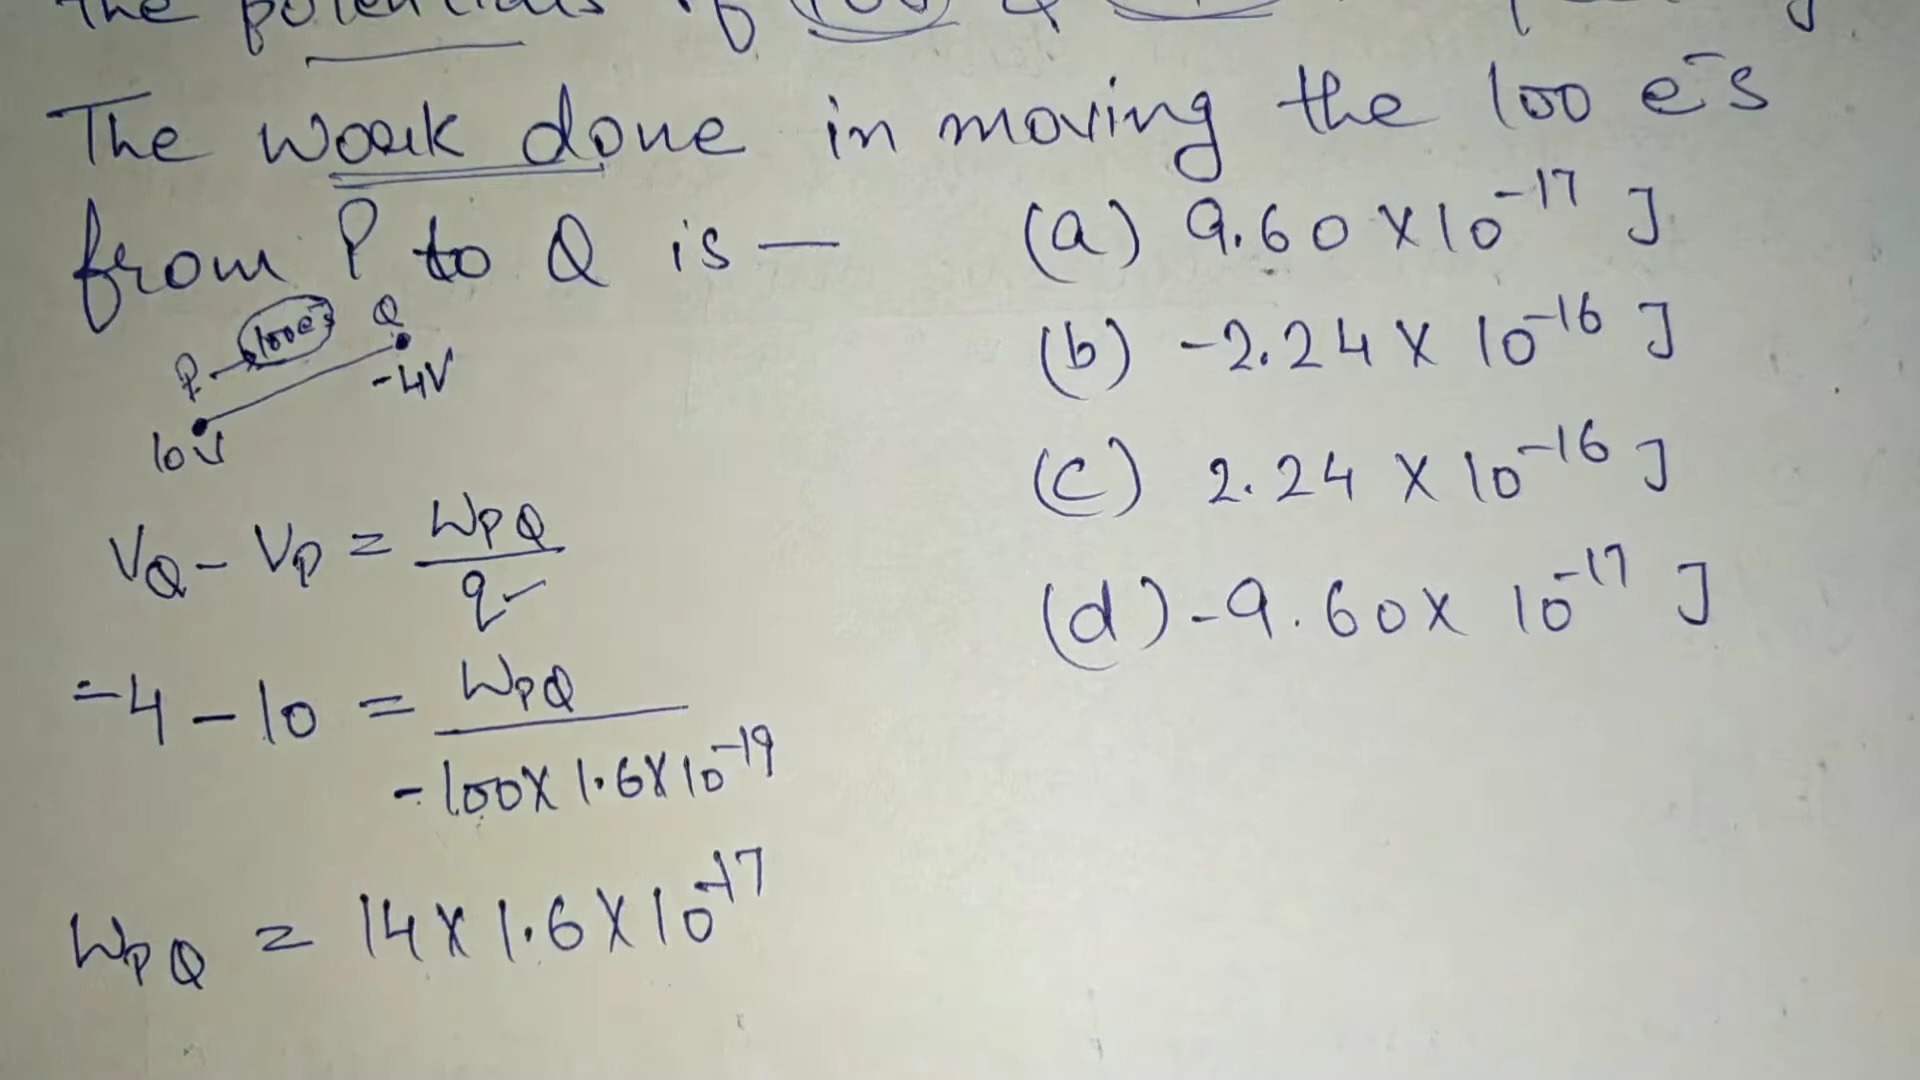 The work done in moving the 100 e⁻s
from P to Q is —
(a) 9.60 X 10⁻¹⁷ J
(b) -2.24 X 10⁻¹⁶ J
(c) 2.24 X 10⁻¹⁶ J
(d) -9.60 X 10⁻¹⁷ J
P 100e⁻s Q
10V -4V
V_Q - V_P = W_PQ / q
-4 - 10 = W_PQ / -100 X 1.6 X 10⁻¹⁹
W_PQ = 14 X 1.6 X 10⁻¹⁷